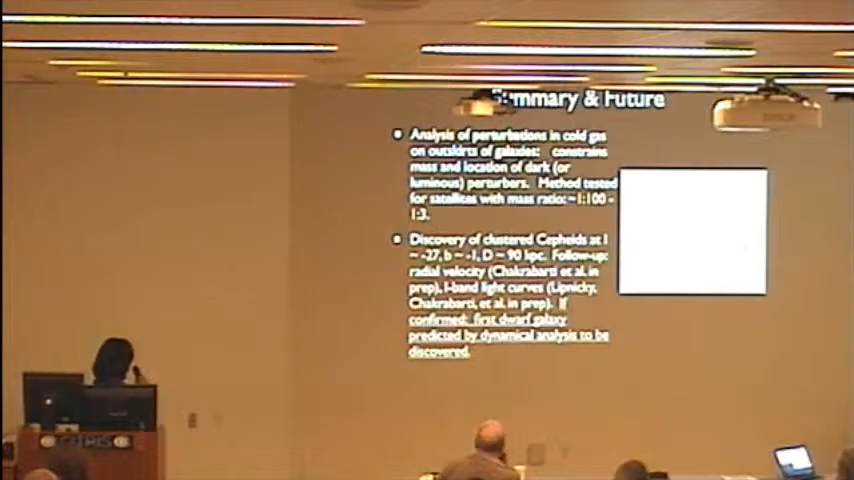 Summary & Future
Analysis of perturbations in cold gas
on outskirts of galaxies: constrains
mass and location of dark (or
luminous) perturbers. Method tested
for satellites with mass ratio: ~1:100 -
1:3.
Discovery of clustered Cepheids at l
~ -27, b ~ -1, D ~ 90 kpc. Follow-up:
radial velocity (Chakrabarti et al. in
prep), I-band light curves (Lipnicky,
Chakrabarti, et al. in prep). If
confirmed: first dwarf galaxy
predicted by dynamical analysis to be
discovered.
CITRIS